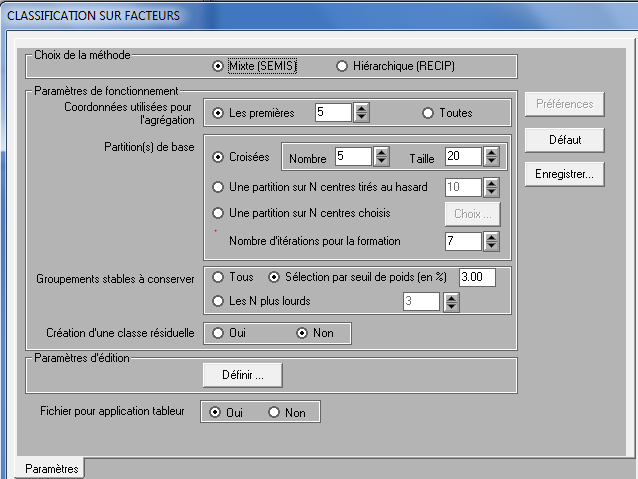 CLASSIFICATION SUR FACTEURS
Choix de la méthode
Mixte (SEMIS)
Hiérarchique (RECIP)
Paramètres de fonctionnement
Coordonnées utilisées pour
l'agrégation
Les premières
5
Toutes
Préférences
Défaut
Enregistrer...
Partition(s) de base
Croisées
Nombre
5
Taille
20
Une partition sur N centres tirés au hasard
10
Une partition sur N centres choisis
Choix ...
Nombre d'itérations pour la formation
7
Groupements stables à conserver
Tous
Sélection par seuil de poids (en %)
3.00
Les N plus lourds
3
Création d'une classe résiduelle
Oui
Non
Paramètres d'édition
Définir ...
Fichier pour application tableur
Oui
Non
Paramètres